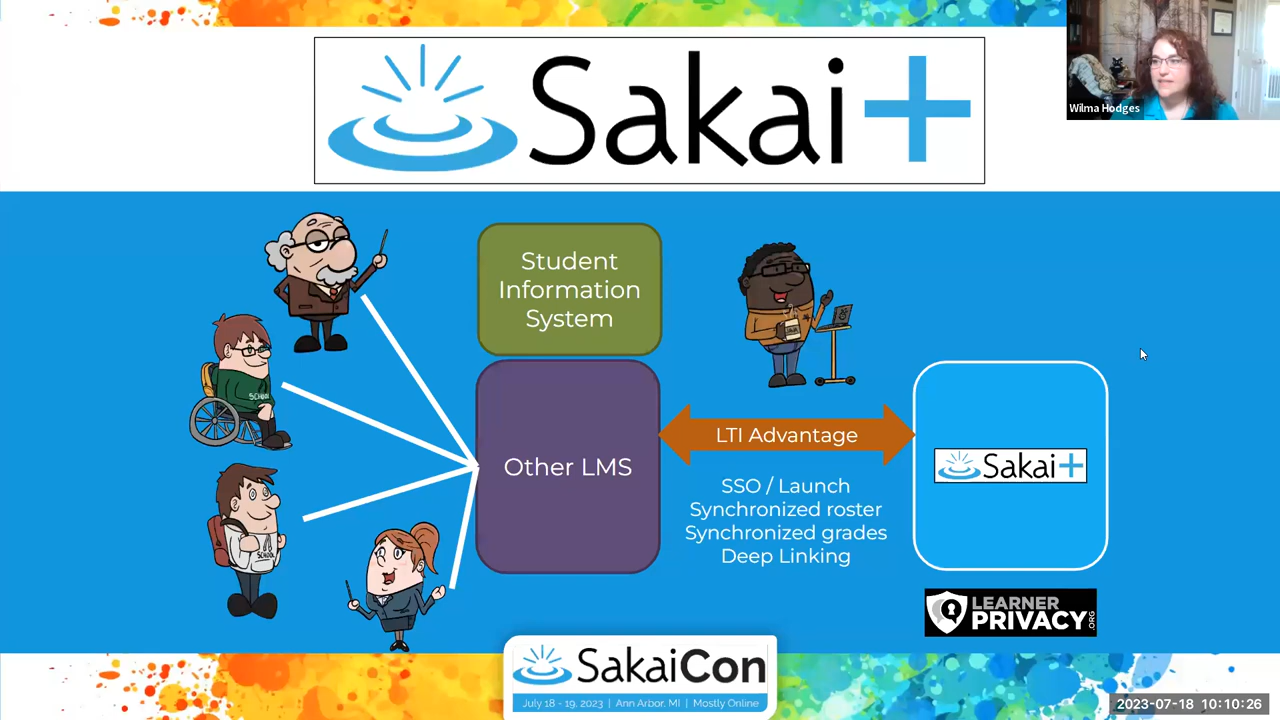 Sakai+
Wilma Hodges
Student
Information
System
Other LMS
LTI Advantage
SSO / Launch
Synchronized roster
Synchronized grades
Deep Linking
Sakai+
SCHOOL
LEARNER
PRIVACY.ORG
SakaiCon
July 18 - 19, 2023 | Ann Arbor, MI | Mostly Online
2023-07-18 10:10:26